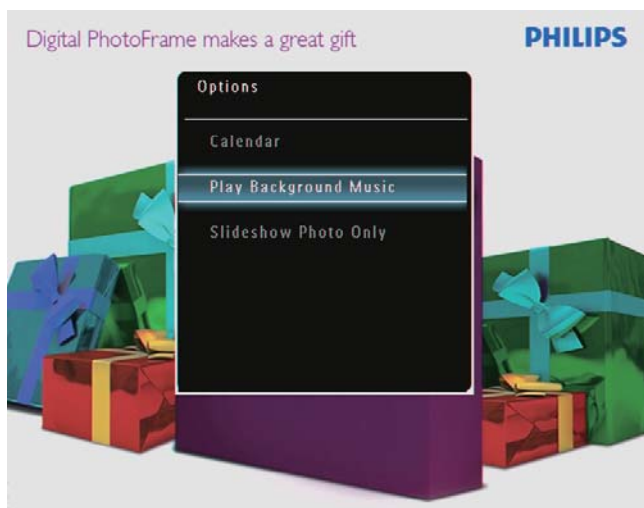 Digital PhotoFrame makes a great gift
PHILIPS
Options
Calendar
Play Background Music
Slideshow Photo Only